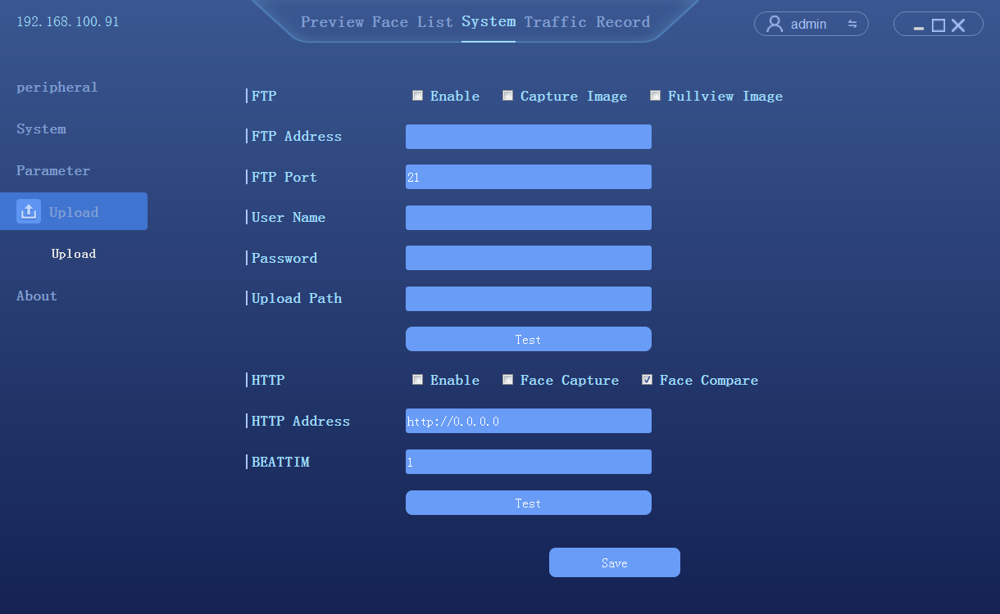 192.168.100.91 Preview Face List System Traffic Record admin
peripheral
System
Parameter
Upload
Upload
About
FTP Enable Capture Image Fullview Image
FTP Address
FTP Port 21
User Name
Password
Upload Path
Test
HTTP Enable Face Capture Face Compare
HTTP Address http://0.0.0.0
BEATTIM 1
Test
Save